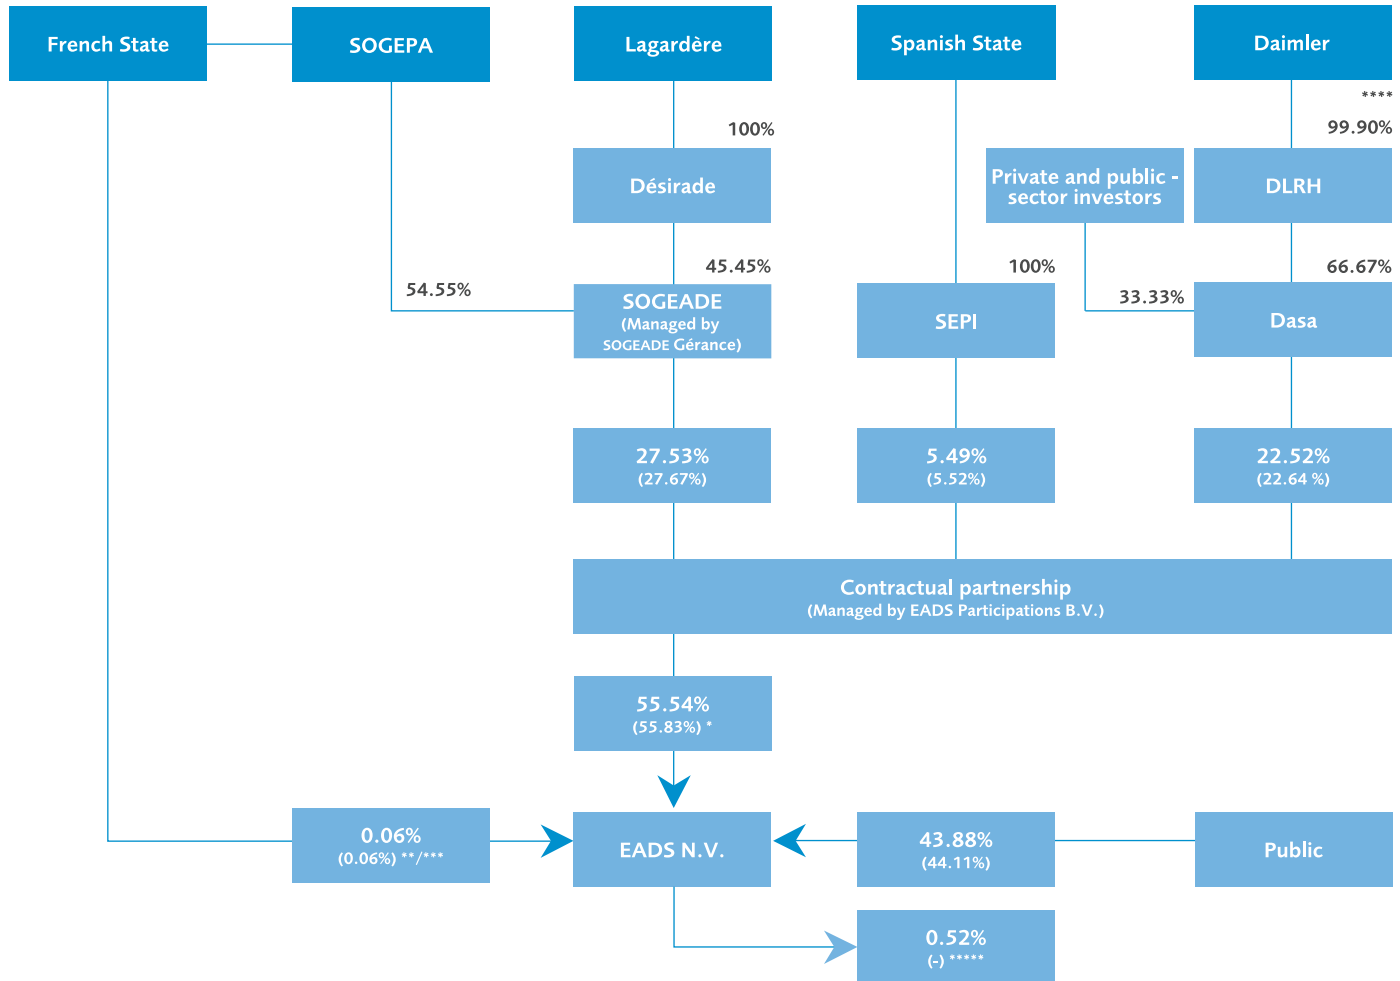 French State
SOGEPA
Lagardère
Spanish State
Daimler
****
100%
99.90%
Désirade
Private and public -
sector investors
DLRH
45.45%
100%
66.67%
54.55%
33.33%
SOGEADE
(Managed by
SOGEADE Gérance)
SEPI
Dasa
27.53%
(27.67%)
5.49%
(5.52%)
22.52%
(22.64 %)
Contractual partnership
(Managed by EADS Participations B.V.)
55.54%
(55.83%) *
0.06%
(0.06%) **/***
EADS N.V.
43.88%
(44.11%)
Public
0.52%
(-) *****